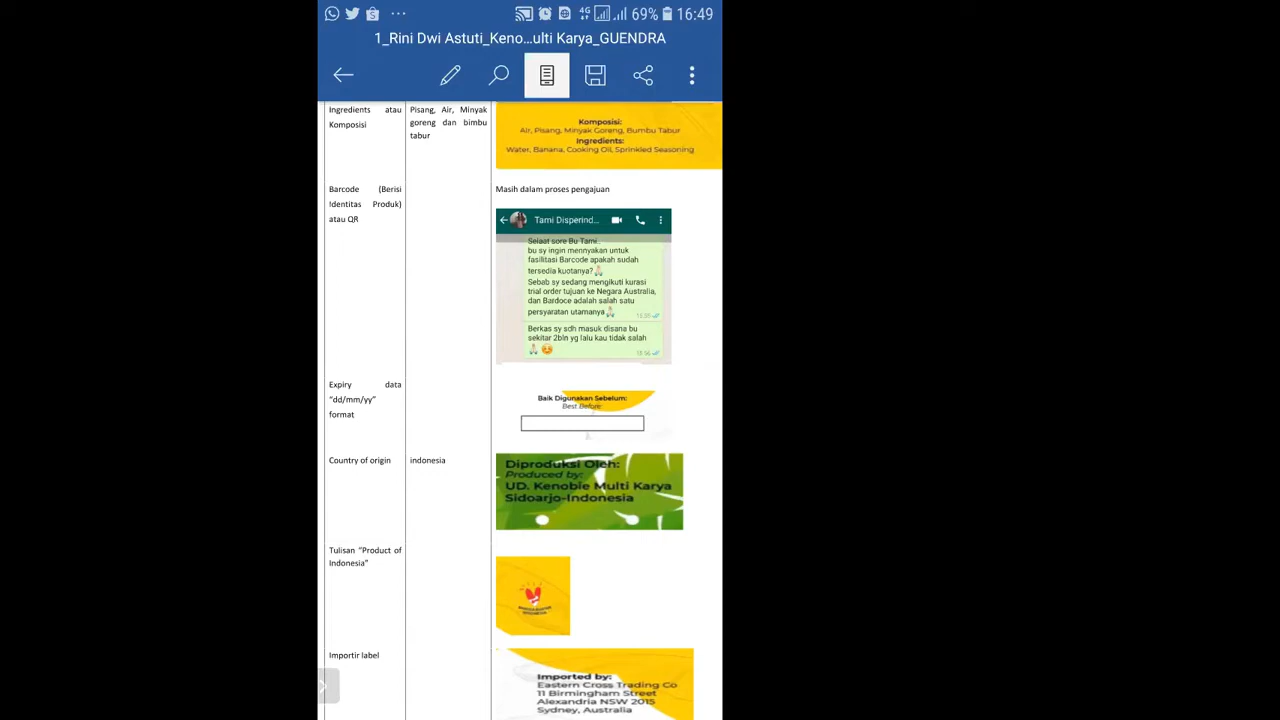 4G 69% 16:49
1_Rini Dwi Astuti_Keno...ulti Karya_GUENDRA
Ingredients atau
Komposisi
Pisang, Air, Minyak
goreng dan bimbu
tabur
Komposisi:
Air, Pisang, Minyak Goreng, Bumbu Tabur
Ingredients:
Water, Banana, Cooking Oil, Sprinkled Seasoning
Barcode (Berisi
Identitas Produk)
atau QR
Masih dalam proses pengajuan
Tami Disperind...
Selaat sore Bu Tami..
bu sy ingin mennyakan untuk
fasilitasi Barcode apakah sudah
tersedia kuotanya?🙏
Sebab sy sedang mengikuti kurasi
trial order tujuan ke Negara Australia,
dan Bardoce adalah salah satu
persyaratan utamanya🙏
Berkas sy sdh masuk disana bu
sekitar 2bln yg lalu kau tidak salah
🙏☺️
Expiry data
“dd/mm/yy”
format
Baik Digunakan Sebelum:
Best Before:
Country of origin
indonesia
Diproduksi Oleh:
Produced by:
UD. Kenobie Multi Karya
Sidoarjo-Indonesia
Tulisan “Product of
Indonesia”
Importir label
Imported by:
Eastern Cross Trading Co
11 Birmingham Street
Alexandria NSW 2015
Sydney, Australia